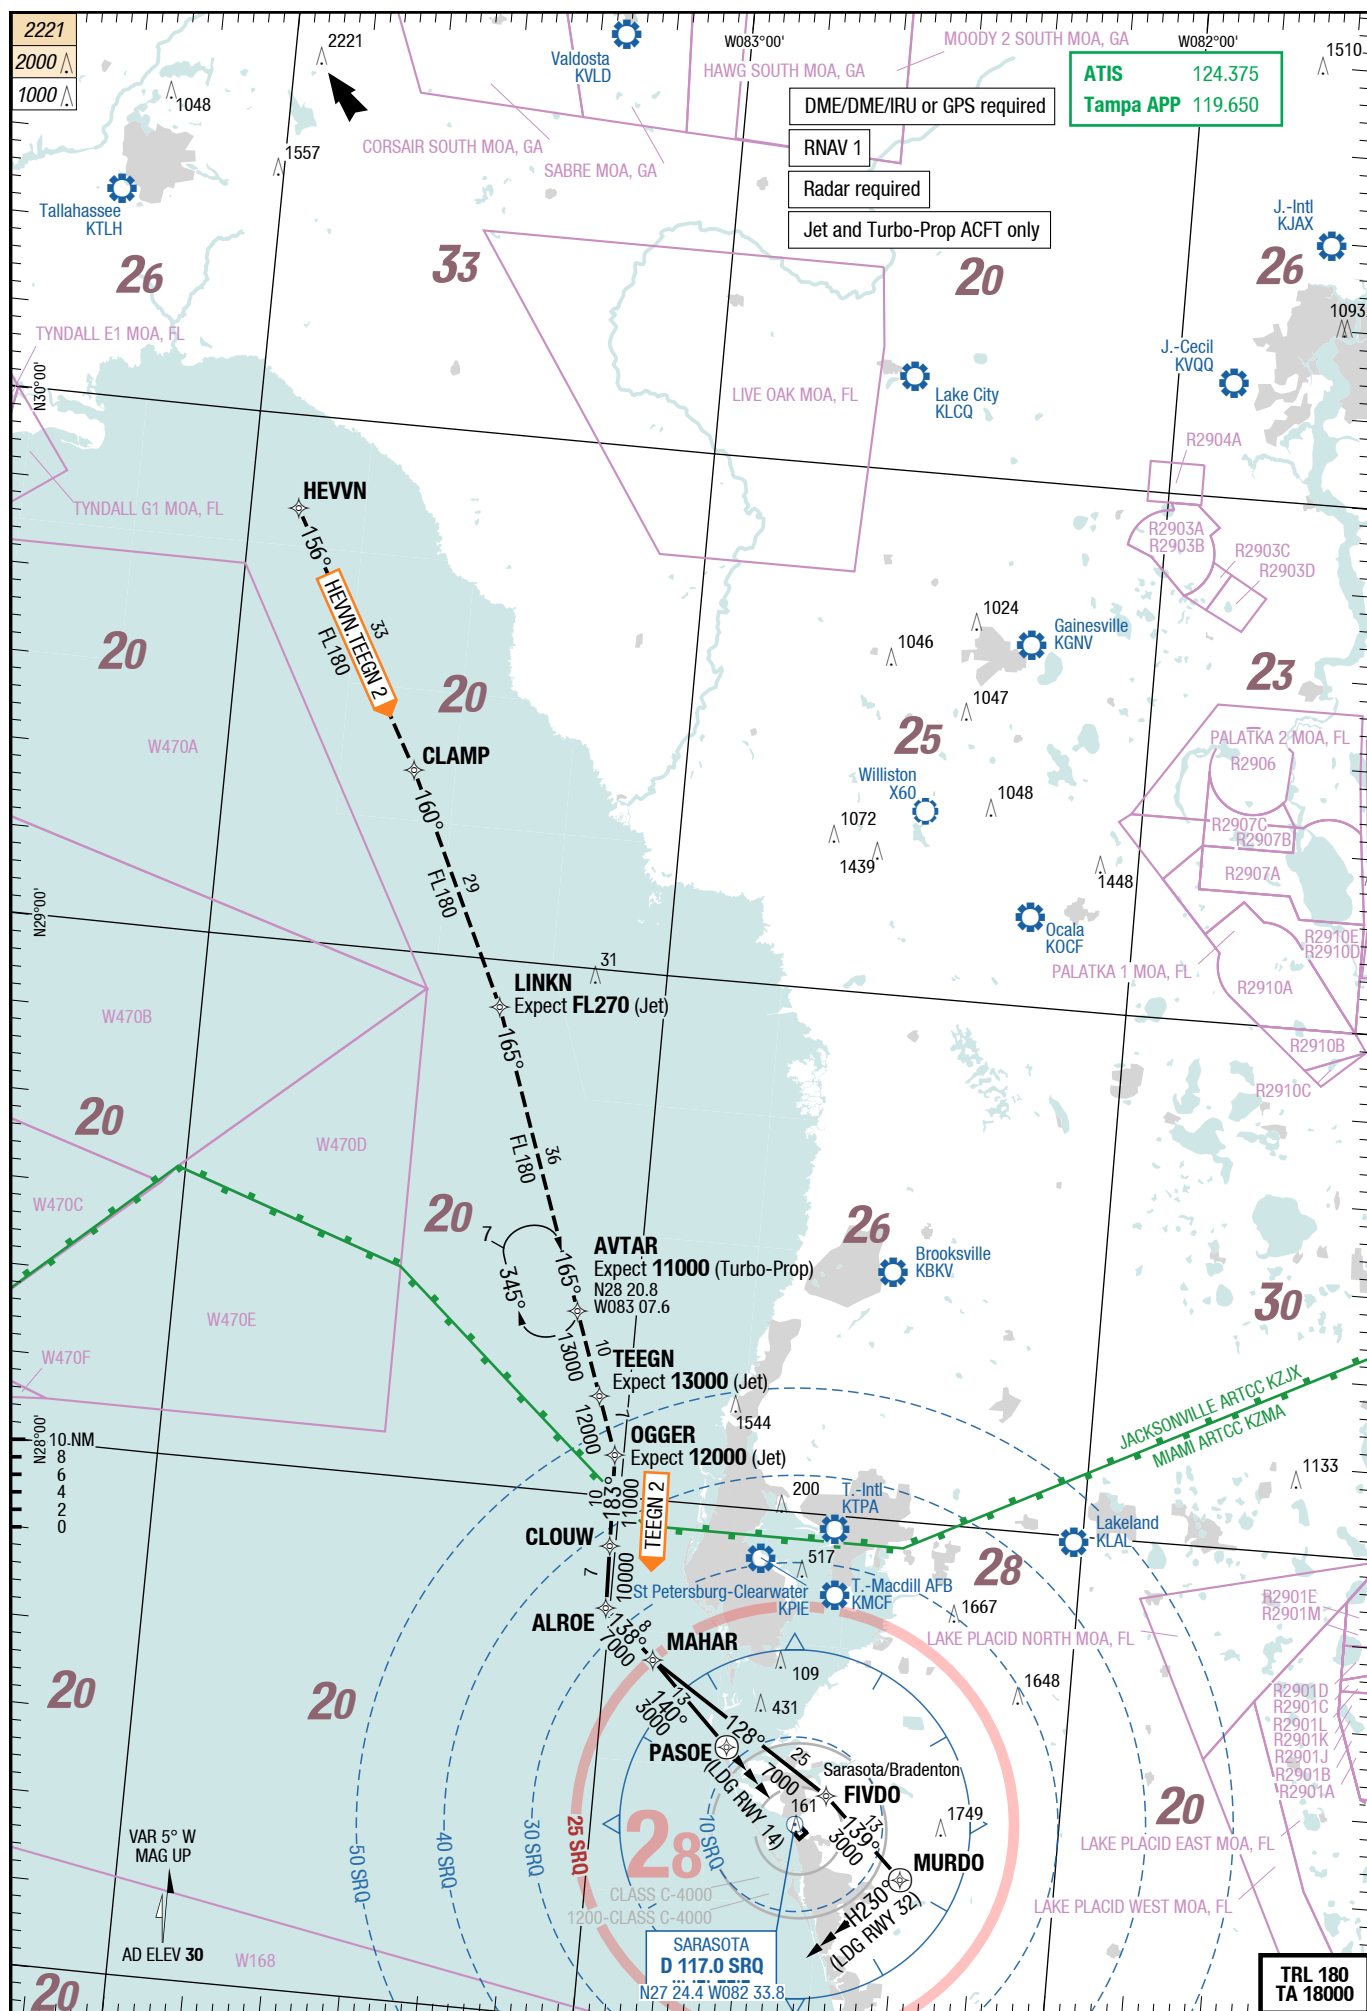 2221
2000
1000
2221
1048
1557
Valdosta
KVLD
W083°00'
MOODY 2 SOUTH MOA, GA
HAWG SOUTH MOA, GA
W082°00'
1510
ATIS 124.375
Tampa APP 119.650
DME/DME/IRU or GPS required
RNAV 1
Radar required
Jet and Turbo-Prop ACFT only
CORSAIR SOUTH MOA, GA
SABRE MOA, GA
Tallahassee
KTLH
J.-Intl
KJAX
26
33
20
26
1093
TYNDALL E1 MOA, FL
N30°00'
J.-Cecil
KVQQ
LIVE OAK MOA, FL
Lake City
KLCQ
R2904A
TYNDALL G1 MOA, FL
HEVVN
156°
HEVVN.TEEGN 2
33
FL180
R2903A
R2903B
R2903C
R2903D
1024
1046
Gainesville
KGNV
20
20
23
1047
25
W470A
CLAMP
PALATKA 2 MOA, FL
R2906
Williston
X60
1048
1072
1439
R2907C
R2907B
R2907A
1448
160°
29
FL180
N29°00'
Ocala
KOCF
R2910E
R2910D
PALATKA 1 MOA, FL
R2910A
31
LINKN
Expect FL270 (Jet)
W470B
R2910B
R2910C
165°
36
FL180
20
W470D
W470C
20
26
7
345°
165°
AVTAR
Expect 11000 (Turbo-Prop)
N28 20.8
W083 07.6
Brooksville
KBKV
30
W470E
W470F
13000
10
TEEGN
Expect 13000 (Jet)
12000
7
1544
JACKSONVILLE ARTCC KZJX
MIAMI ARTCC KZMA
N28°00'
10 NM
8
6
4
2
0
OGGER
Expect 12000 (Jet)
1133
10
183°
11000
TEEGN 2
200
T.-Intl
KTPA
Lakeland
KLAL
CLOUW
7
10000
517
28
St Petersburg-Clearwater
KPIE
T.-Macdill AFB
KMCF
1667
R2901E
R2901M
ALROE
8
138°
7000
MAHAR
LAKE PLACID NORTH MOA, FL
109
431
1648
20
20
R2901D
R2901C
R2901L
R2901K
R2901J
R2901B
R2901A
13
140°
3000
128°
25
7000
PASOE
(LDG RWY 14)
Sarasota/Bradenton
FIVDO
161
13
139°
3000
1749
20
LAKE PLACID EAST MOA, FL
MURDO
H230°
(LDG RWY 32)
LAKE PLACID WEST MOA, FL
VAR 5° W
MAG UP
AD ELEV 30
50 SRQ
40 SRQ
30 SRQ
25 SRQ
10 SRQ
28
CLASS C-4000
1200-CLASS C-4000
W168
SARASOTA
D 117.0 SRQ
N27 24.4 W082 33.8
20
TRL 180
TA 18000